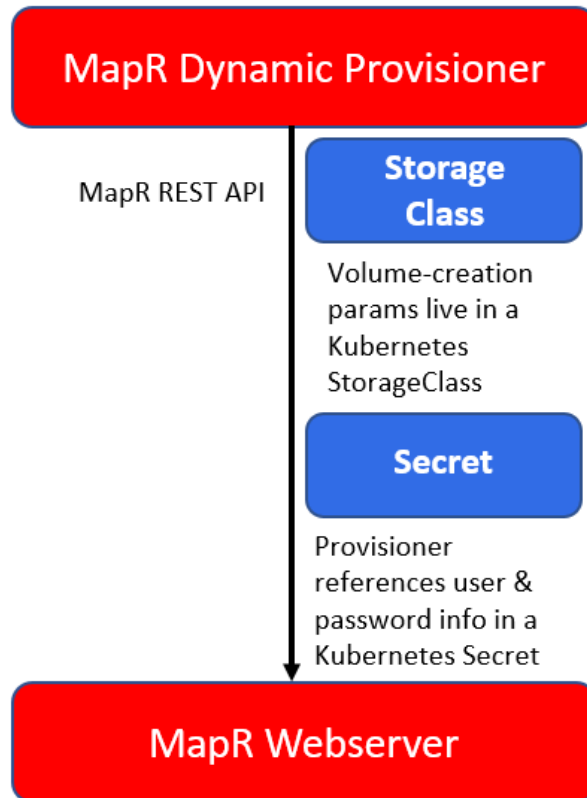 MapR Dynamic Provisioner
MapR REST API
Storage
Class
Volume-creation
params live in a
Kubernetes
StorageClass
Secret
Provisioner
references user &
password info in a
Kubernetes Secret
MapR Webserver